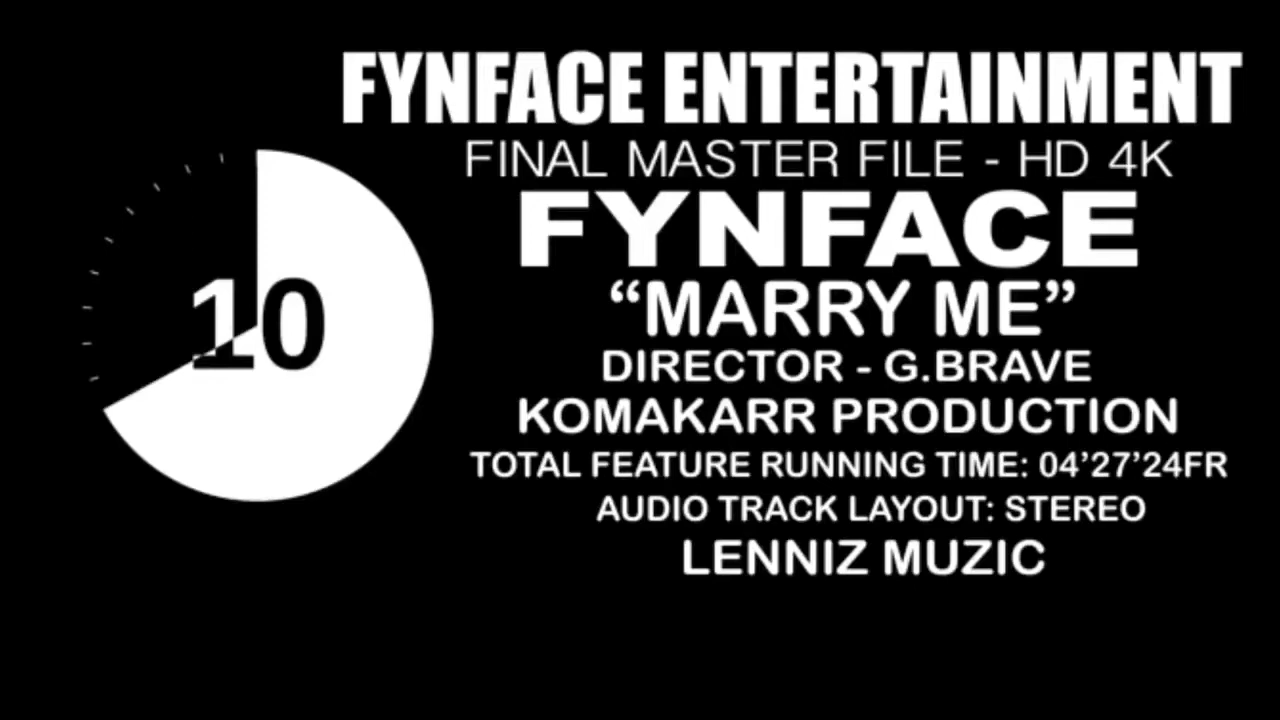 FYNFACE ENTERTAINMENT
FINAL MASTER FILE - HD 4K
FYNFACE
“MARRY ME”
DIRECTOR - G.BRAVE
KOMAKARR PRODUCTION
TOTAL FEATURE RUNNING TIME: 04’27’24FR
AUDIO TRACK LAYOUT: STEREO
LENNIZ MUZIC
10